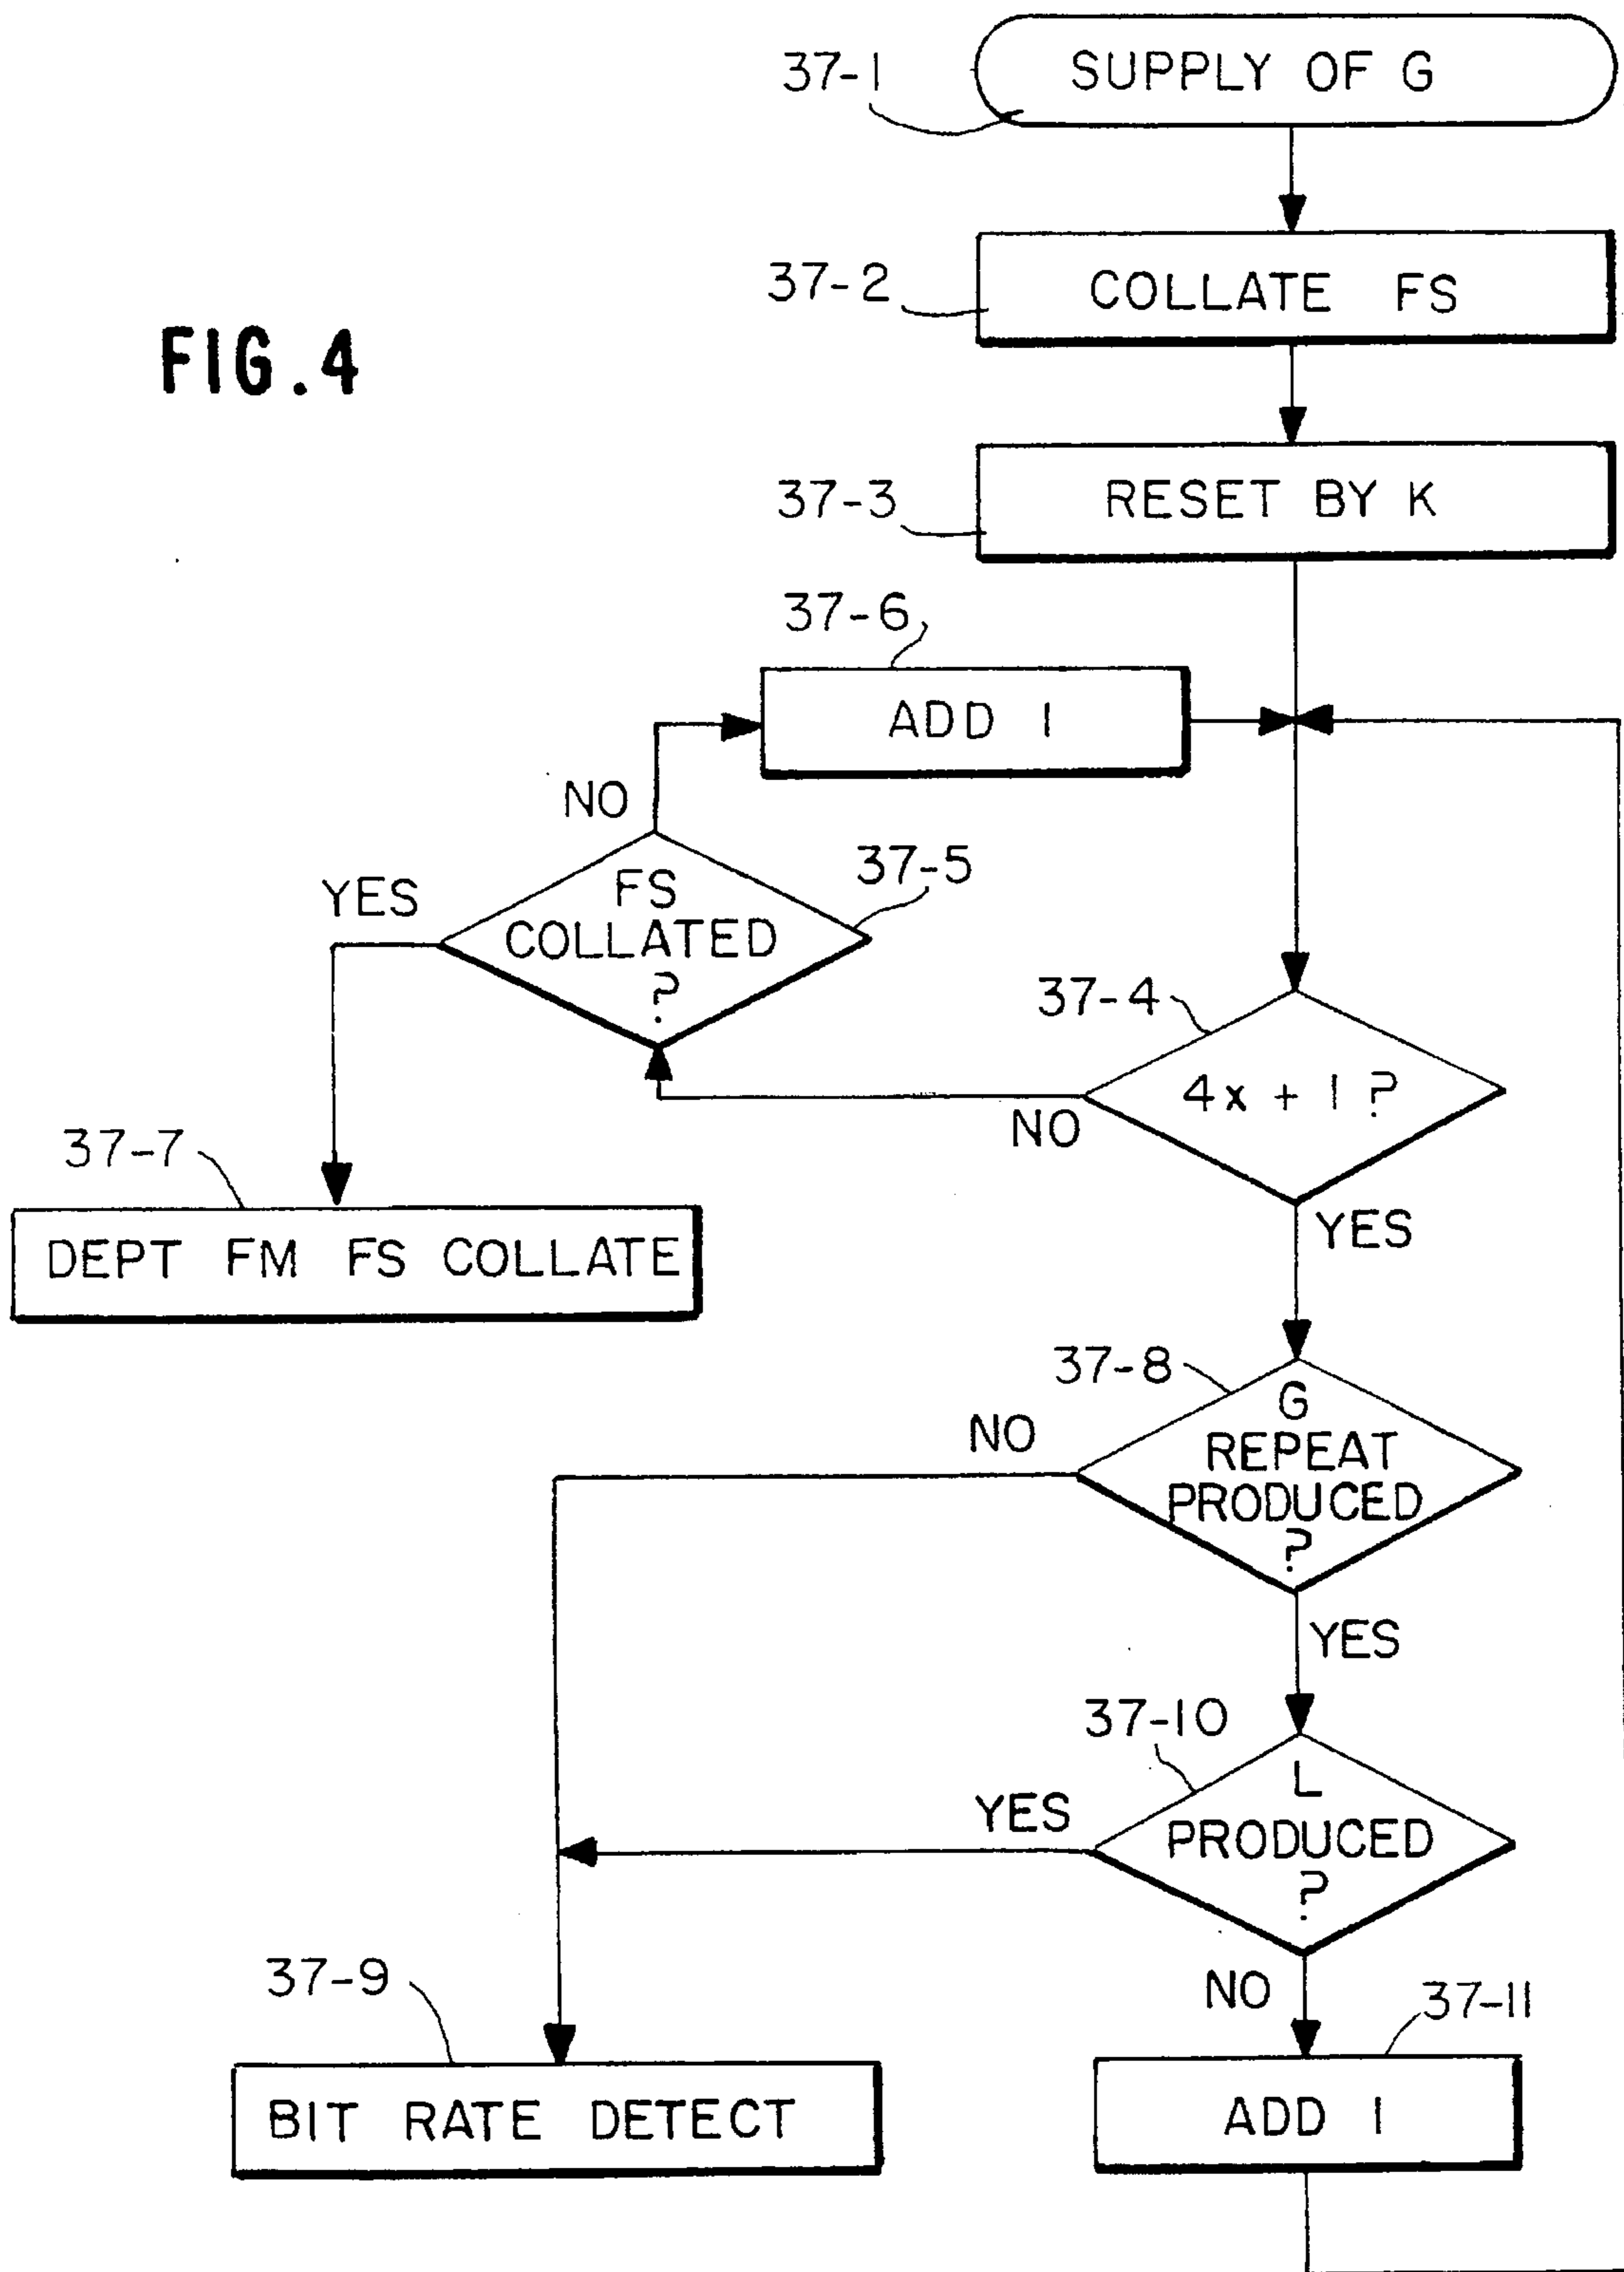 37-1
SUPPLY OF G
37-2
COLLATE FS
FIG.4
37-3
RESET BY K
37-6
ADD 1
NO
37-5
YES
FS
COLLATED
?
37-4
4x + 1 ?
NO
37-7
YES
DEPT FM FS COLLATE
37-8
G
NO
REPEAT
PRODUCED
?
YES
37-10
L
YES
PRODUCED
?
37-9
NO
37-11
BIT RATE DETECT
ADD 1